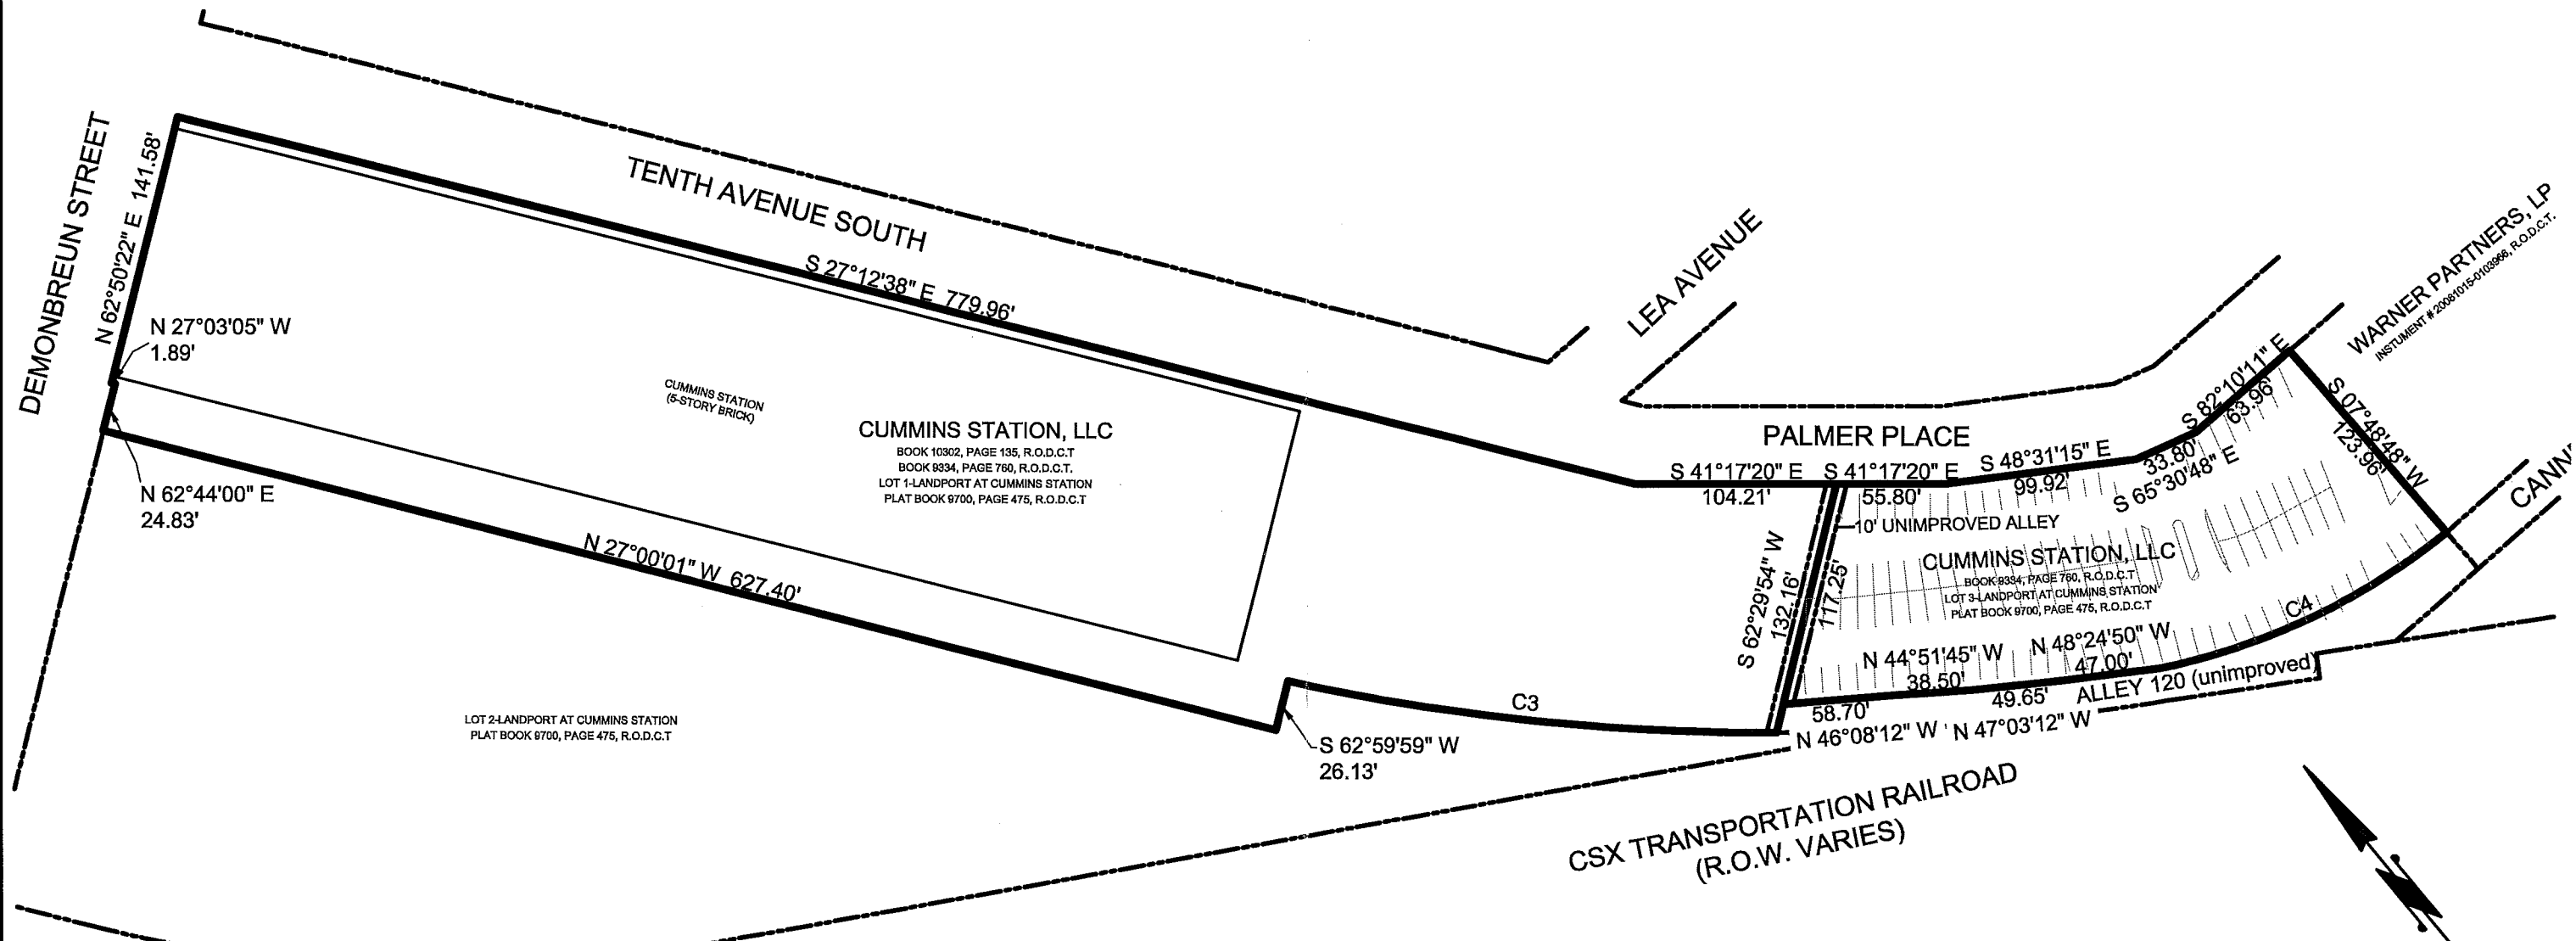 DEMONBREUN STREET
N 62°50'22" E 141.58'
N 27°03'05" W
1.89'
N 62°44'00" E
24.83'
TENTH AVENUE SOUTH
S 27°12'38" E 779.96'
CUMMINS STATION
(5-STORY BRICK)
CUMMINS STATION, LLC
BOOK 10302, PAGE 135, R.O.D.C.T
BOOK 9334, PAGE 760, R.O.D.C.T.
LOT 1-LANDPORT AT CUMMINS STATION
PLAT BOOK 9700, PAGE 475, R.O.D.C.T
N 27°00'01" W 627.40'
LOT 2-LANDPORT AT CUMMINS STATION
PLAT BOOK 9700, PAGE 475, R.O.D.C.T
S 62°59'59" W
26.13'
C3
LEA AVENUE
PALMER PLACE
S 41°17'20" E
104.21'
S 41°17'20" E
55.80'
S 48°31'15" E
99.92'
33.80'
S 65°30'48" E
S 82°10'11" E
63.96'
WARNER PARTNERS, LP
INSTUMENT # 20081015-0103966, R.O.D.C.T.
S 07°48'48" W
123.96'
CANN
10' UNIMPROVED ALLEY
S 62°29'54" W
132.16'
117.25'
CUMMINS STATION, LLC
BOOK 9334, PAGE 760, R.O.D.C.T
LOT 3-LANDPORT AT CUMMINS STATION
PLAT BOOK 9700, PAGE 475, R.O.D.C.T
C4
N 44°51'45" W
38.50'
N 48°24'50" W
47.00'
58.70'
49.65'
ALLEY 120 (unimproved)
N 46°08'12" W
N 47°03'12" W
CSX TRANSPORTATION RAILROAD
(R.O.W. VARIES)